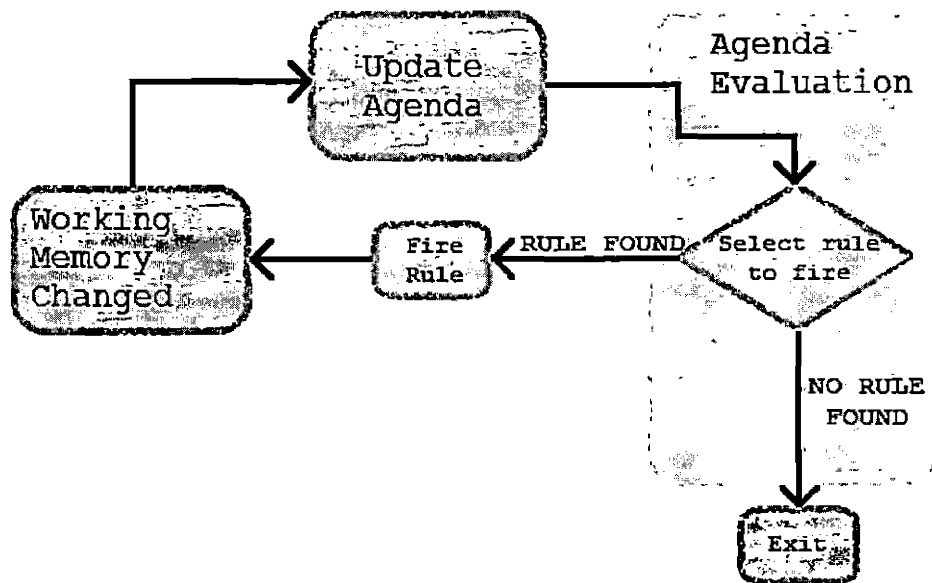 Update
Agenda
Agenda
Evaluation
Working
Memory
Changed
Fire
Rule
RULE FOUND
Select rule
to fire
NO RULE
FOUND
Exit